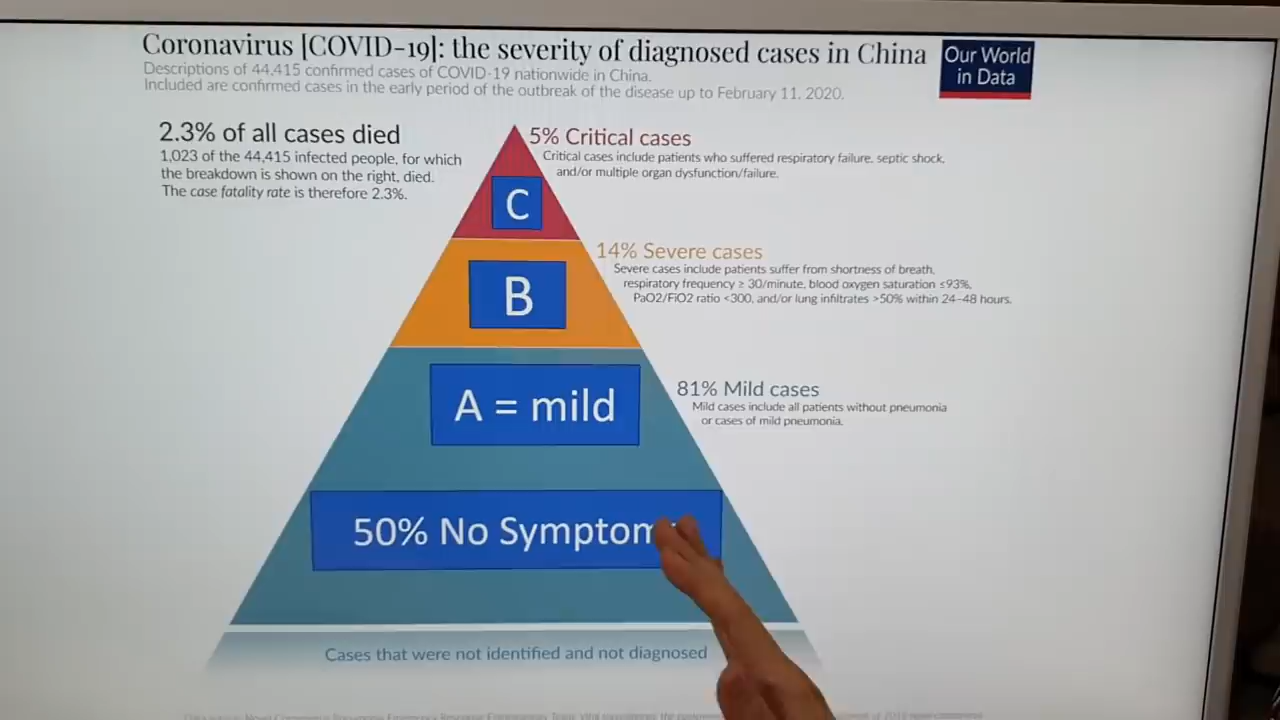 Coronavirus [COVID-19]: the severity of diagnosed cases in China
Our World
in Data
Descriptions of 44,415 confirmed cases of COVID-19 nationwide in China.
Included are confirmed cases in the early period of the outbreak of the disease up to February 11, 2020.
2.3% of all cases died
1,023 of the 44,415 infected people, for which
the breakdown is shown on the right, died.
The case fatality rate is therefore 2.3%.
5% Critical cases
Critical cases include patients who suffered respiratory failure, septic shock,
and/or multiple organ dysfunction/failure.
C
14% Severe cases
Severe cases include patients suffer from shortness of breath,
respiratory frequency ≥ 30/minute, blood oxygen saturation ≤93%,
PaO2/FiO2 ratio <300, and/or lung infiltrates >50% within 24–48 hours.
B
81% Mild cases
Mild cases include all patients without pneumonia
or cases of mild pneumonia.
A = mild
50% No Symptom
Cases that were not identified and not diagnosed